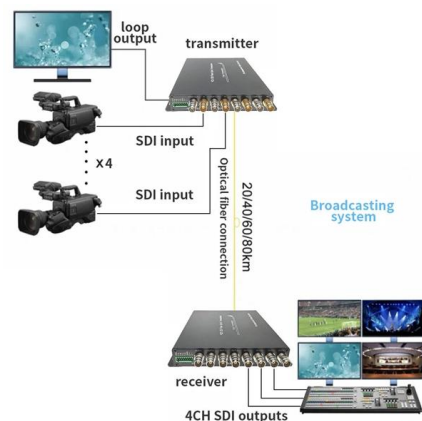 loop
output
transmitter
SDI input
x4
SDI input
Optical fiber connection
20/40/60/80km
Broadcasting
system
receiver
4CH SDI outputs